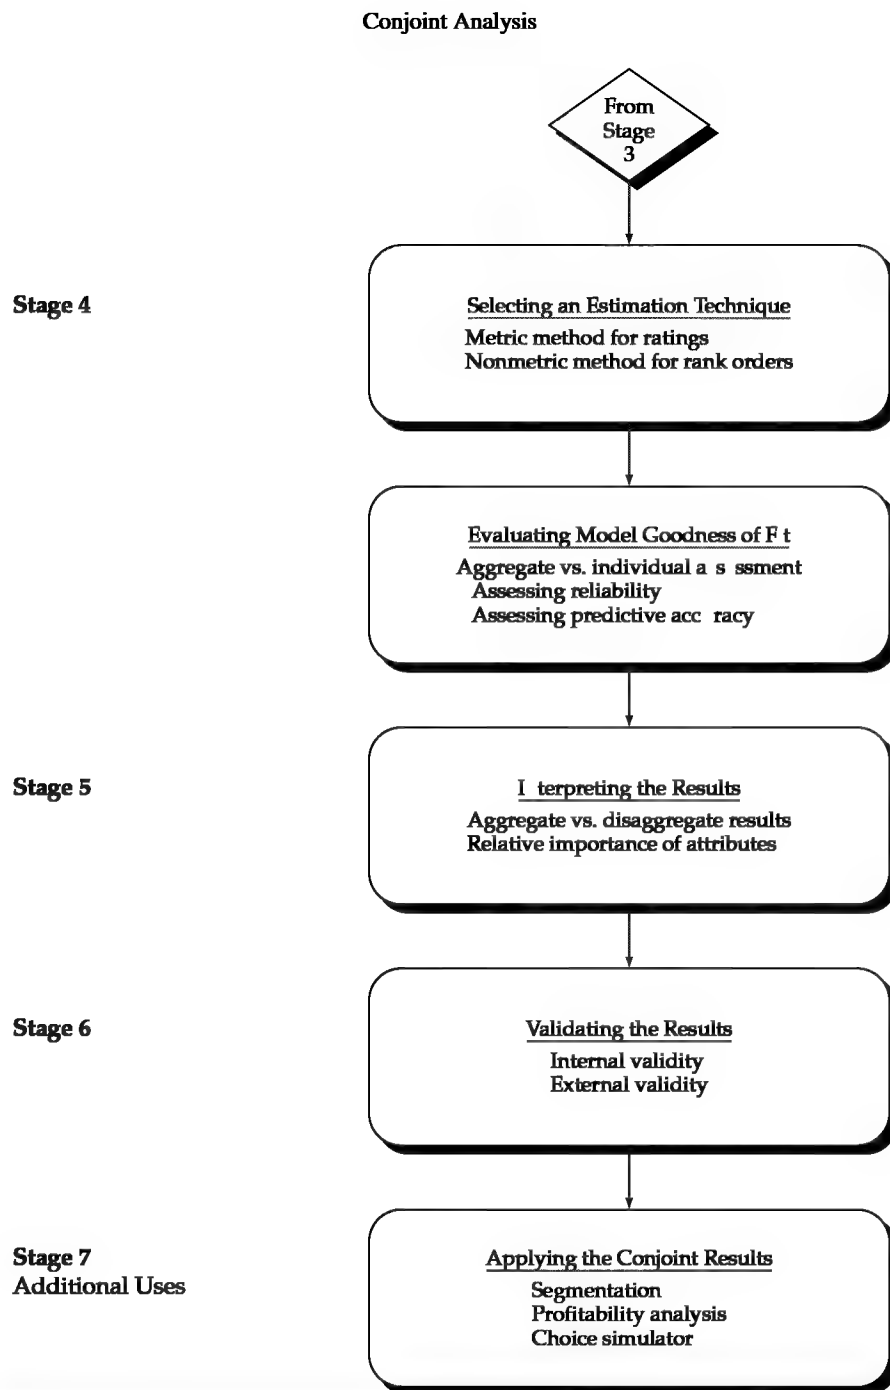 Conjoint Analysis
From
Stage
3
Stage 4
Selecting an Estimation Technique
Metric method for ratings
Nonmetric method for rank orders
Evaluating Model Goodness of F t
Aggregate vs. individual a s ssment
Assessing reliability
Assessing predictive acc racy
Stage 5
I terpreting the Results
Aggregate vs. disaggregate results
Relative importance of attributes
Stage 6
Validating the Results
Internal validity
External validity
Stage 7
Additional Uses
Applying the Conjoint Results
Segmentation
Profitability analysis
Choice simulator